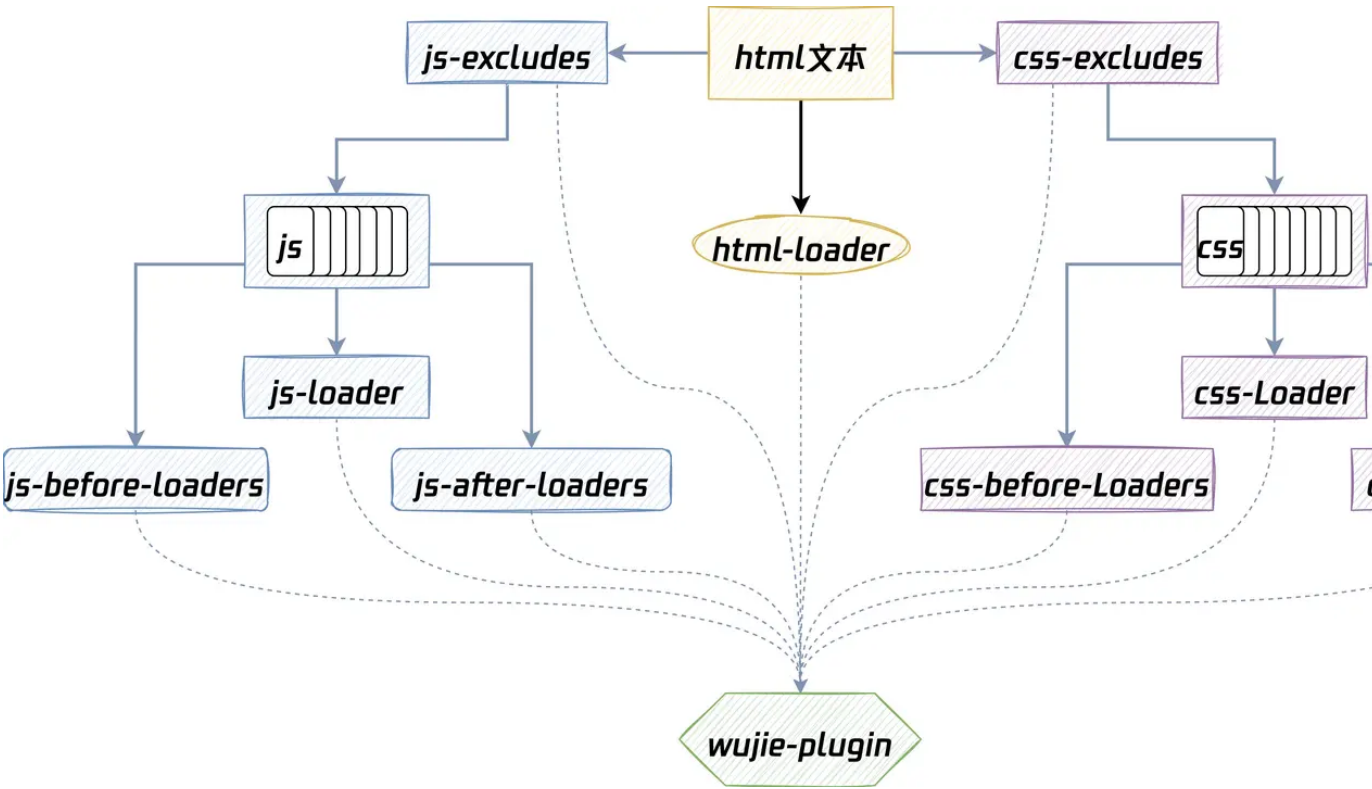 js-excludes
html文本
css-excludes
js
html-loader
css
js-loader
css-Loader
js-before-loaders
js-after-loaders
css-before-Loaders
wujie-plugin